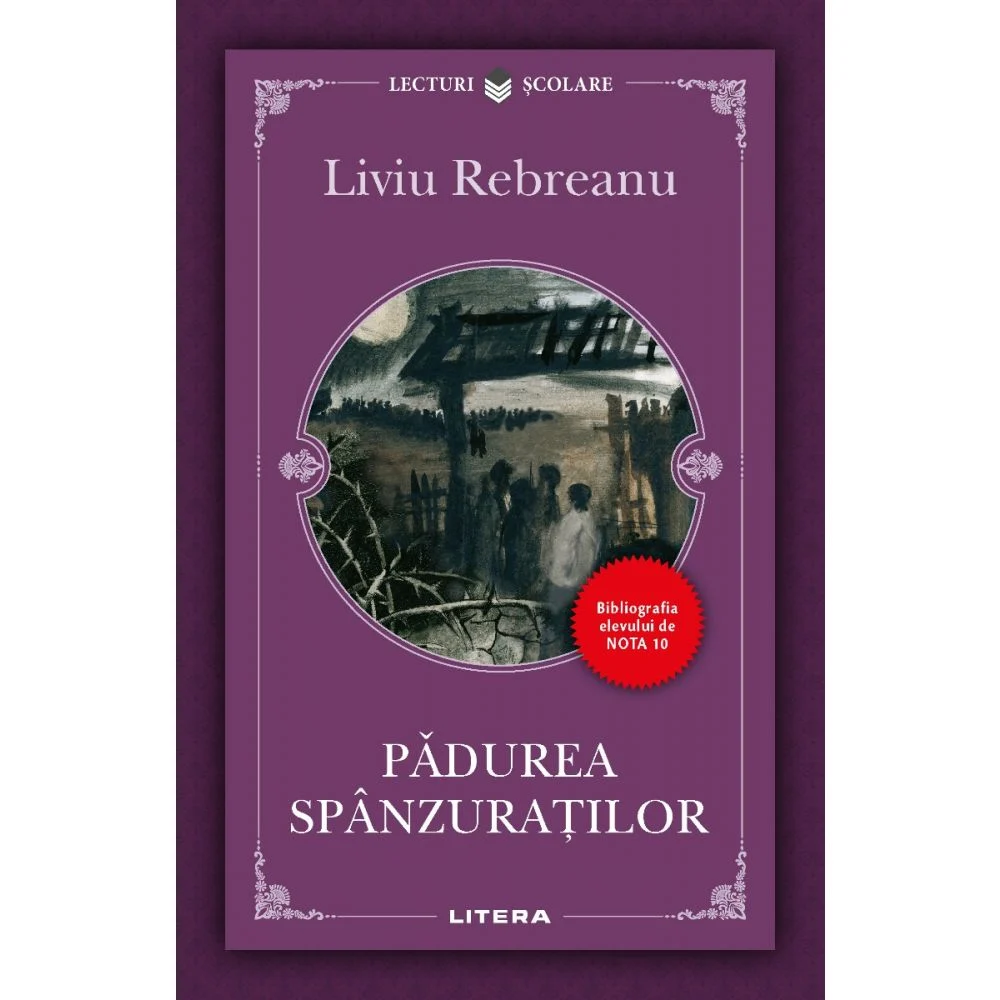 LECTURI ȘCOLARE
Liviu Rebreanu
Bibliografia
elevului de
NOTA 10
PĂDUREA
SPÂNZURAȚILOR
LITERA